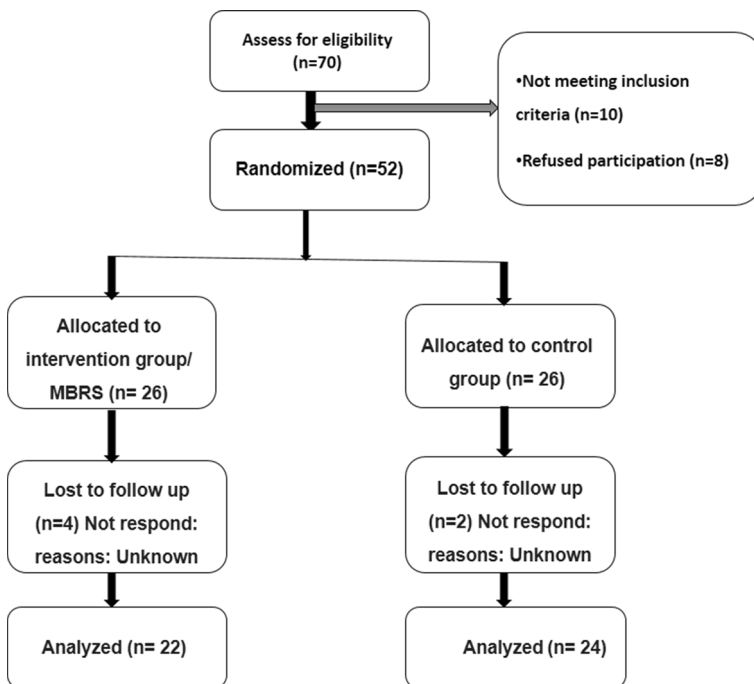 Assess for eligibility
(n=70)
•Not meeting inclusion
criteria (n=10)
•Refused participation (n=8)
Randomized (n=52)
Allocated to
intervention group/
MBRS (n= 26)
Allocated to control
group (n= 26)
Lost to follow up
(n=4) Not respond:
reasons: Unknown
Lost to follow up
(n=2) Not respond:
reasons: Unknown
Analyzed (n= 22)
Analyzed (n= 24)